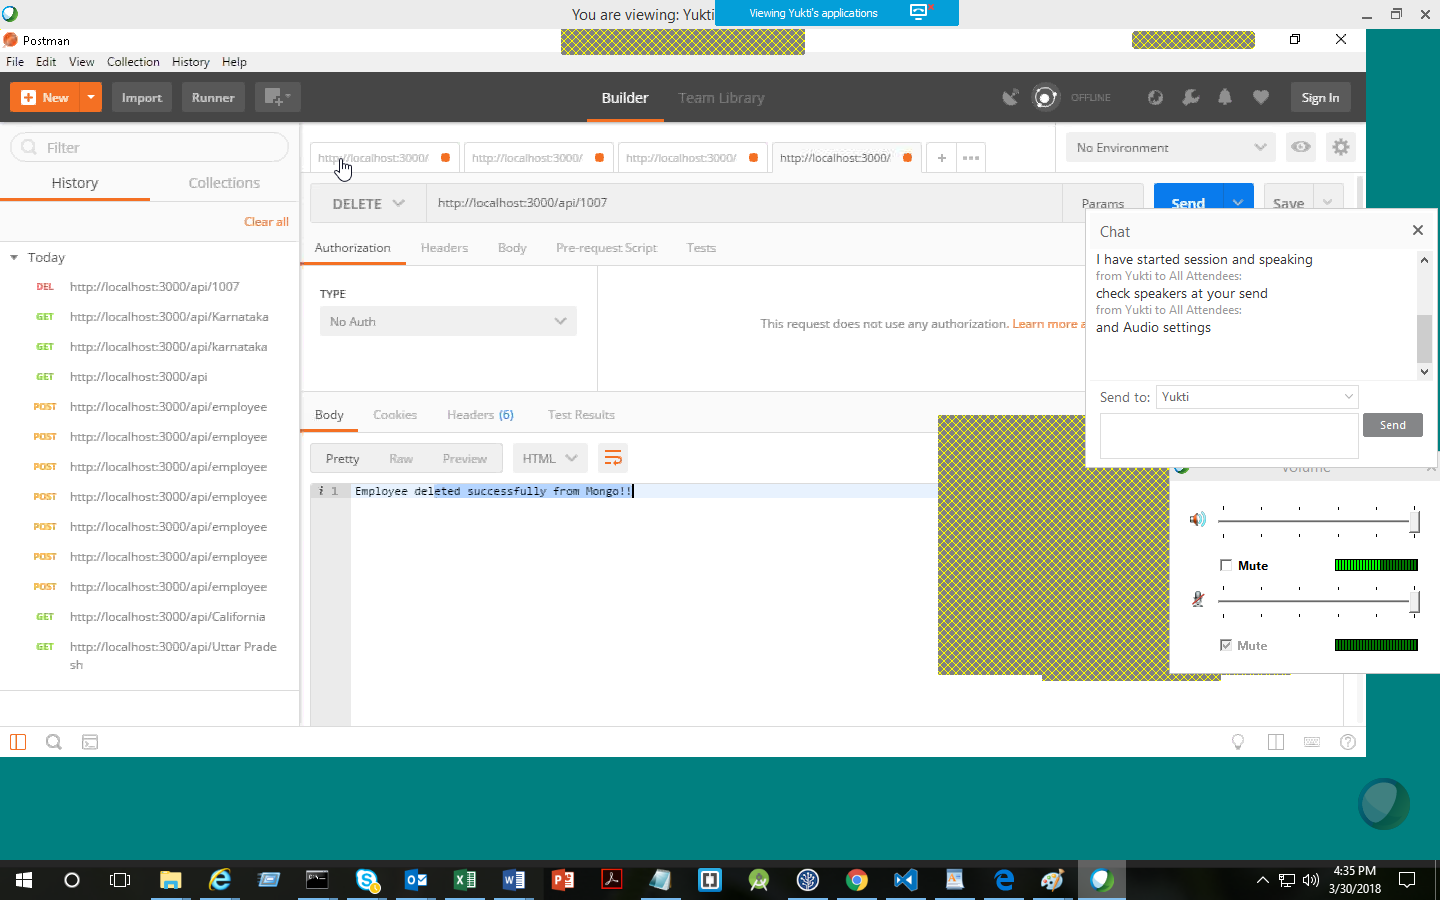 You are viewing: Yukti
Viewing Yukti's applications
Postman
File Edit View Collection History Help
New
Import
Runner
Builder
Team Library
OFFLINE
Sign In
Filter
History
Collections
Clear all
Today
DEL http://localhost:3000/api/1007
GET http://localhost:3000/api/Karnataka
GET http://localhost:3000/api/karnataka
GET http://localhost:3000/api
POST http://localhost:3000/api/employee
POST http://localhost:3000/api/employee
POST http://localhost:3000/api/employee
POST http://localhost:3000/api/employee
POST http://localhost:3000/api/employee
POST http://localhost:3000/api/employee
POST http://localhost:3000/api/employee
GET http://localhost:3000/api/California
GET http://localhost:3000/api/Uttar Prade
sh
http://localhost:3000/
http://localhost:3000/
http://localhost:3000/
http://localhost:3000/
No Environment
DELETE
http://localhost:3000/api/1007
Params
Send
Save
Authorization
Headers
Body
Pre-request Script
Tests
TYPE
No Auth
This request does not use any authorization. Learn more a
Body
Cookies
Headers (6)
Test Results
Pretty
Raw
Preview
HTML
i 1 Employee deleted successfully from Mongo!!
Chat
I have started session and speaking
from Yukti to All Attendees:
check speakers at your send
from Yukti to All Attendees:
and Audio settings
Send to: Yukti
Send
Volume
Mute
Mute
4:35 PM
3/30/2018